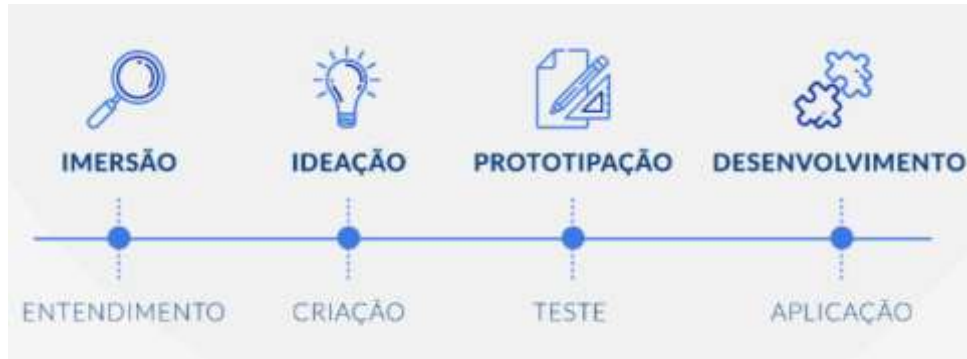 IMERSÃO IDEAÇÃO PROTOTIPAÇÃO DESENVOLVIMENTO
ENTENDIMENTO CRIAÇÃO TESTE APLICAÇÃO